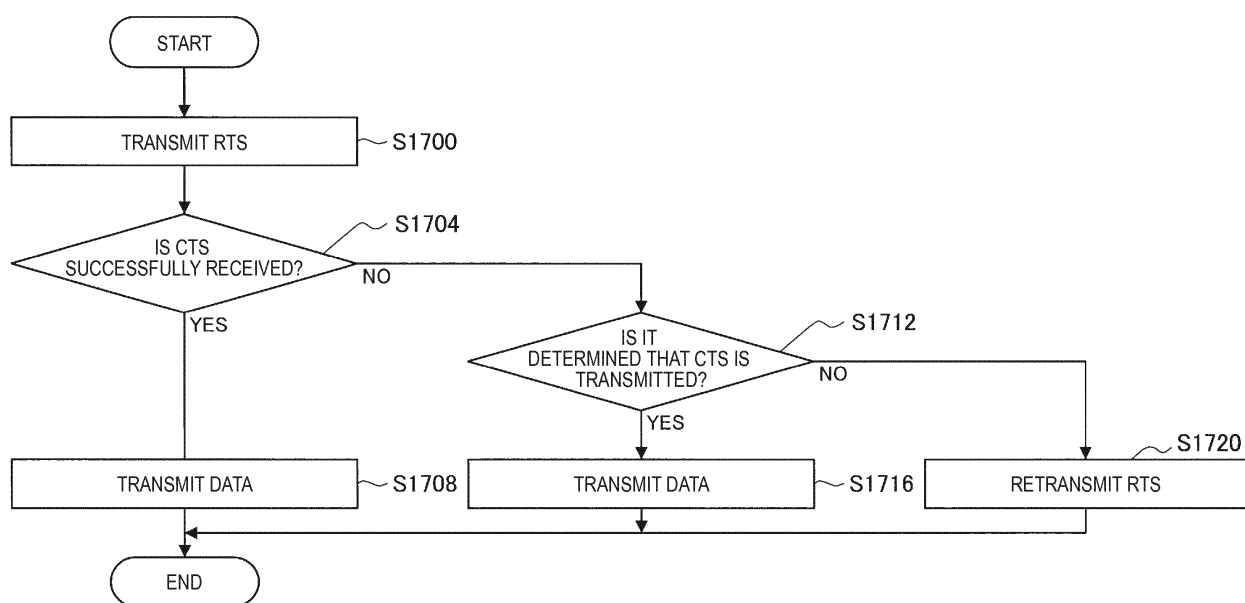 START
TRANSMIT RTS
S1700
IS CTS
SUCCESSFULLY RECEIVED?
S1704
NO
YES
IS IT
DETERMINED THAT CTS IS
TRANSMITTED?
S1712
NO
YES
TRANSMIT DATA
S1708
TRANSMIT DATA
S1716
RETRANSMIT RTS
S1720
END